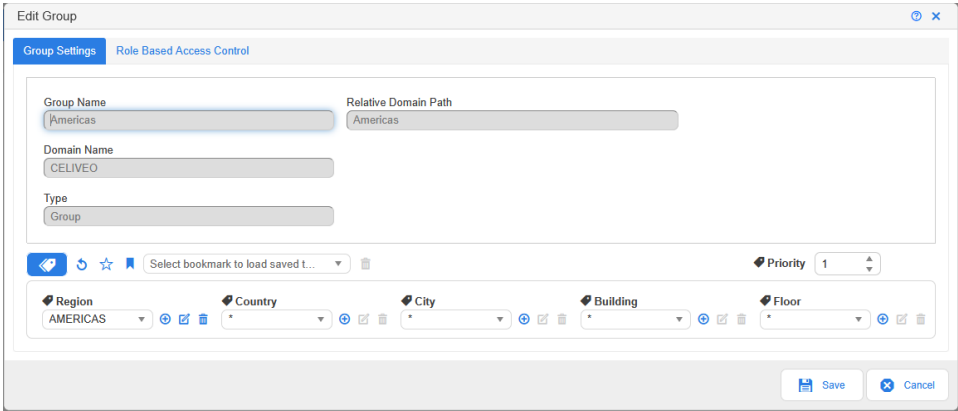 Edit Group
Group Settings Role Based Access Control
Group Name Relative Domain Path
Americas Americas
Domain Name
CELIVEO
Type
Group
Select bookmark to load saved t... Priority 1
Region Country City Building Floor
AMERICAS * * * *
Save Cancel